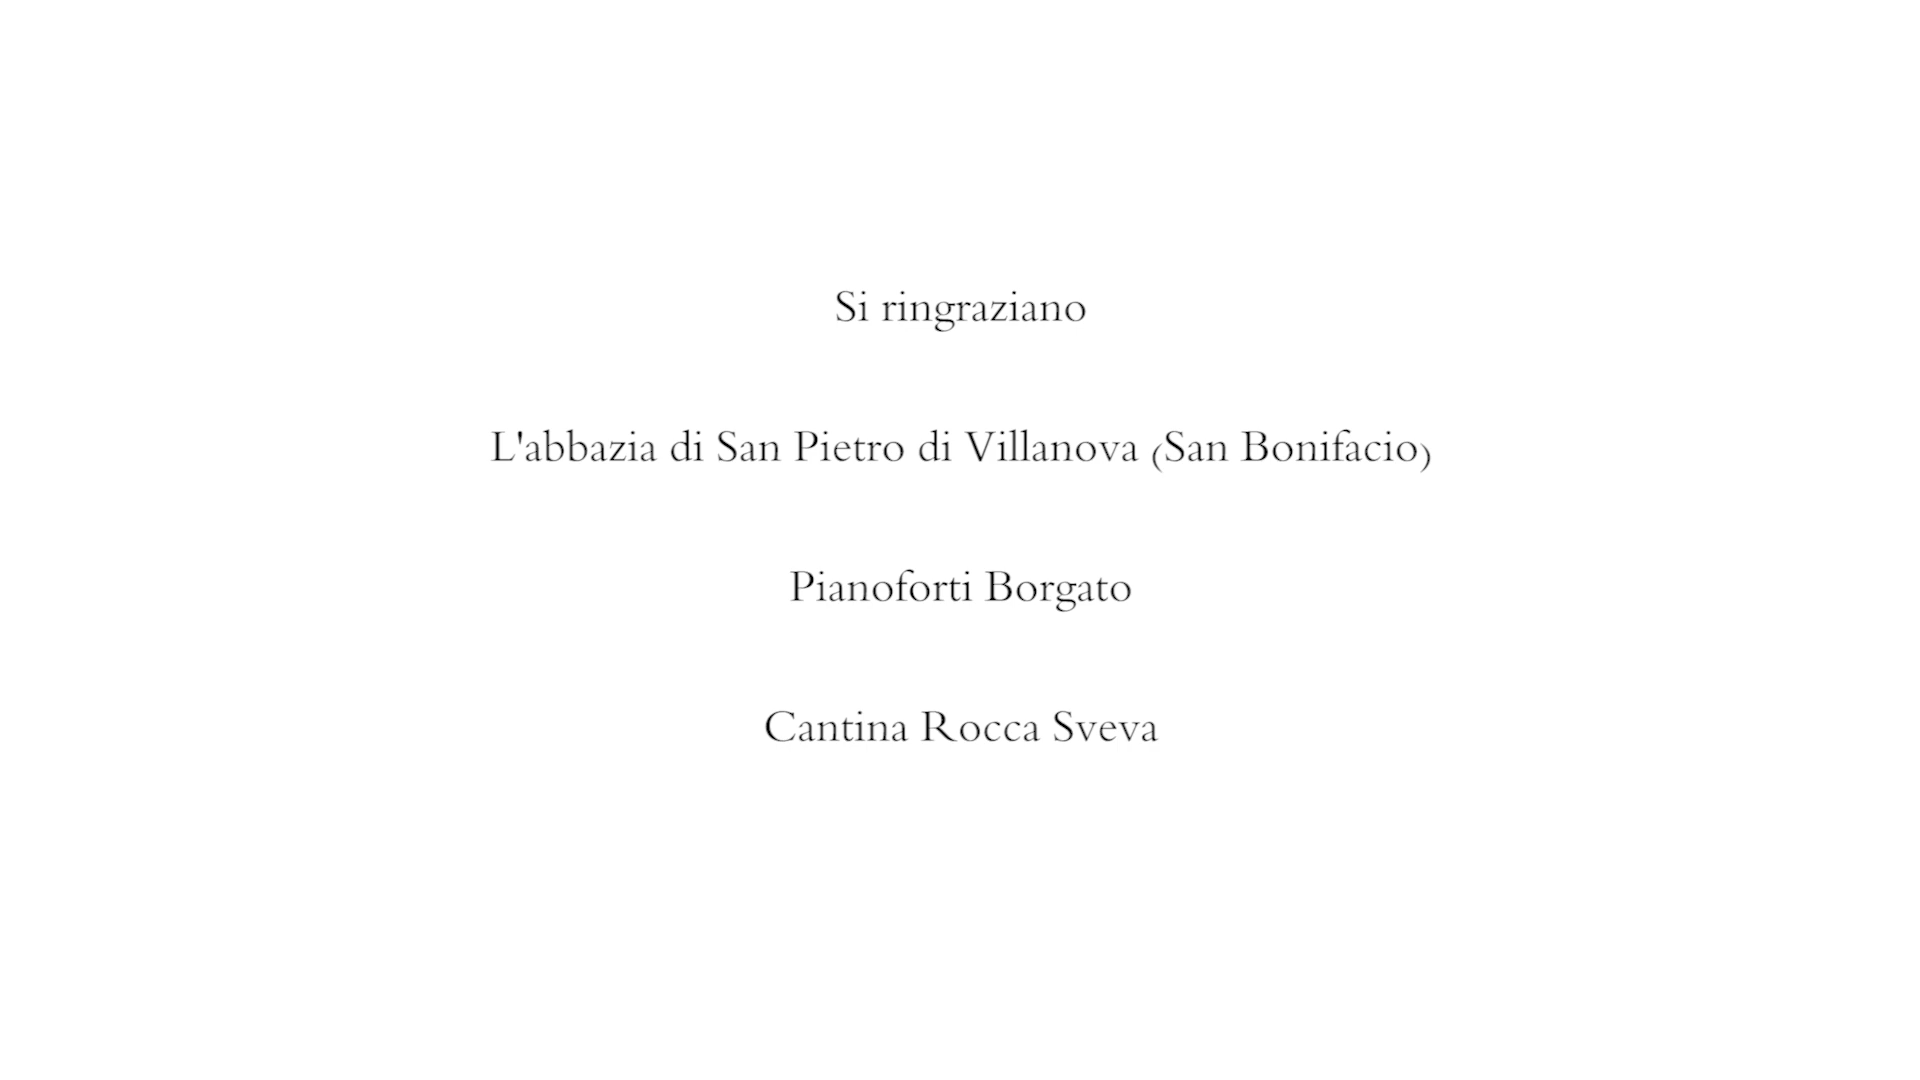 Si ringraziano
L'abbazia di San Pietro di Villanova (San Bonifacio)
Pianoforti Borgato
Cantina Rocca Sveva